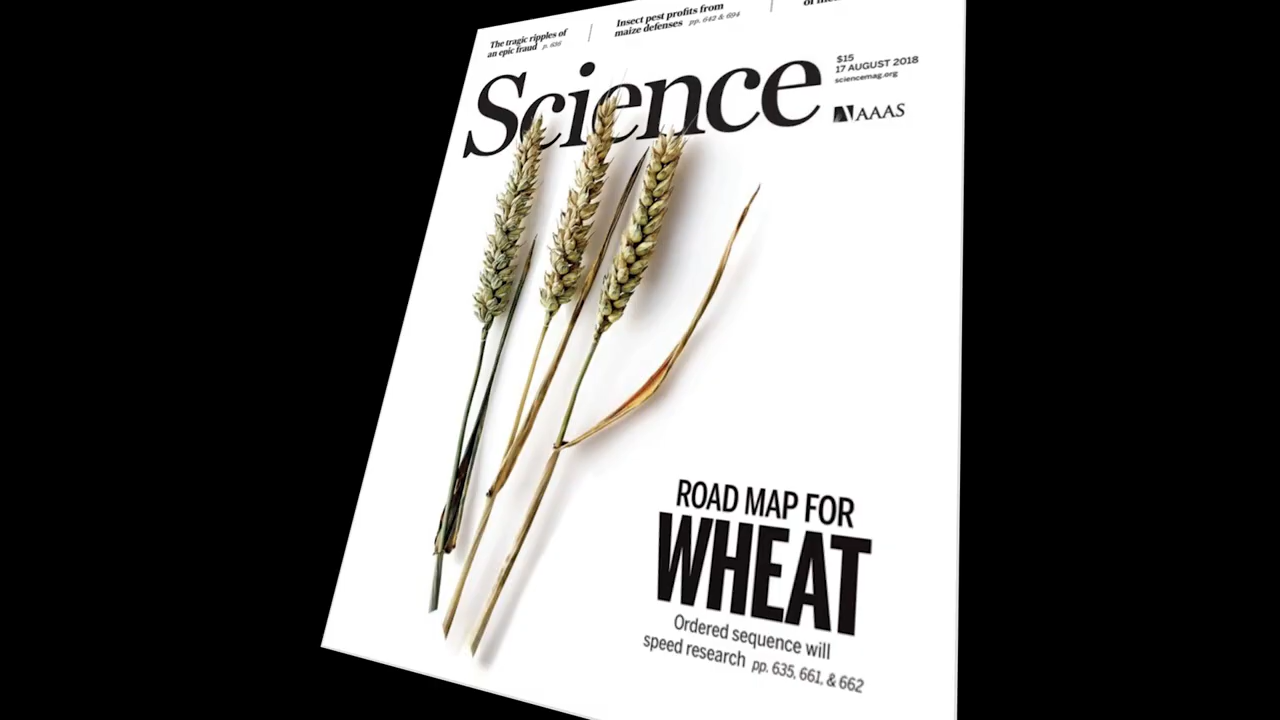 The tragic ripples of
an epic fraud p. 636
Insect pest profits from
maize defenses pp. 642 & 694
Science
$15
17 AUGUST 2018
sciencemag.org
AAAS
ROAD MAP FOR
WHEAT
Ordered sequence will
speed research pp. 635, 661, & 662